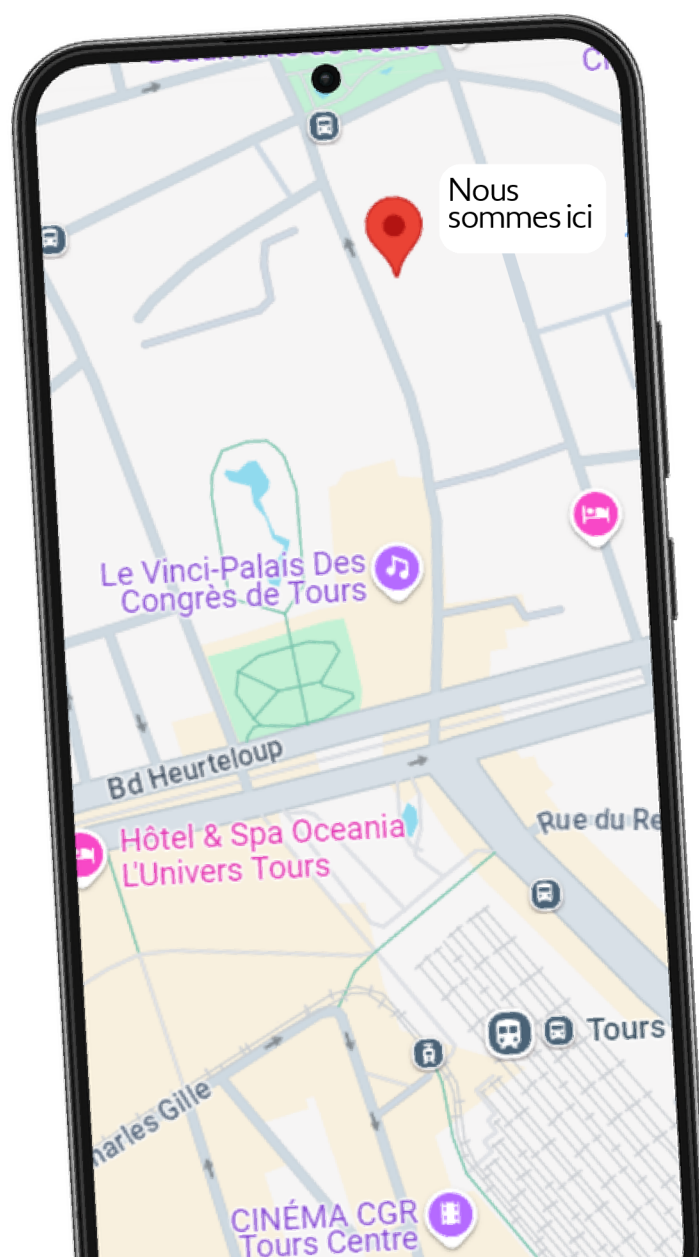 Nous
sommes ici
Le Vinci-Palais Des
Congrès de Tours
Bd Heurteloup
Hôtel & Spa Oceania
L'Univers Tours
Rue du Re
Tours
harles Gille
CINÉMA CGR
Tours Centre